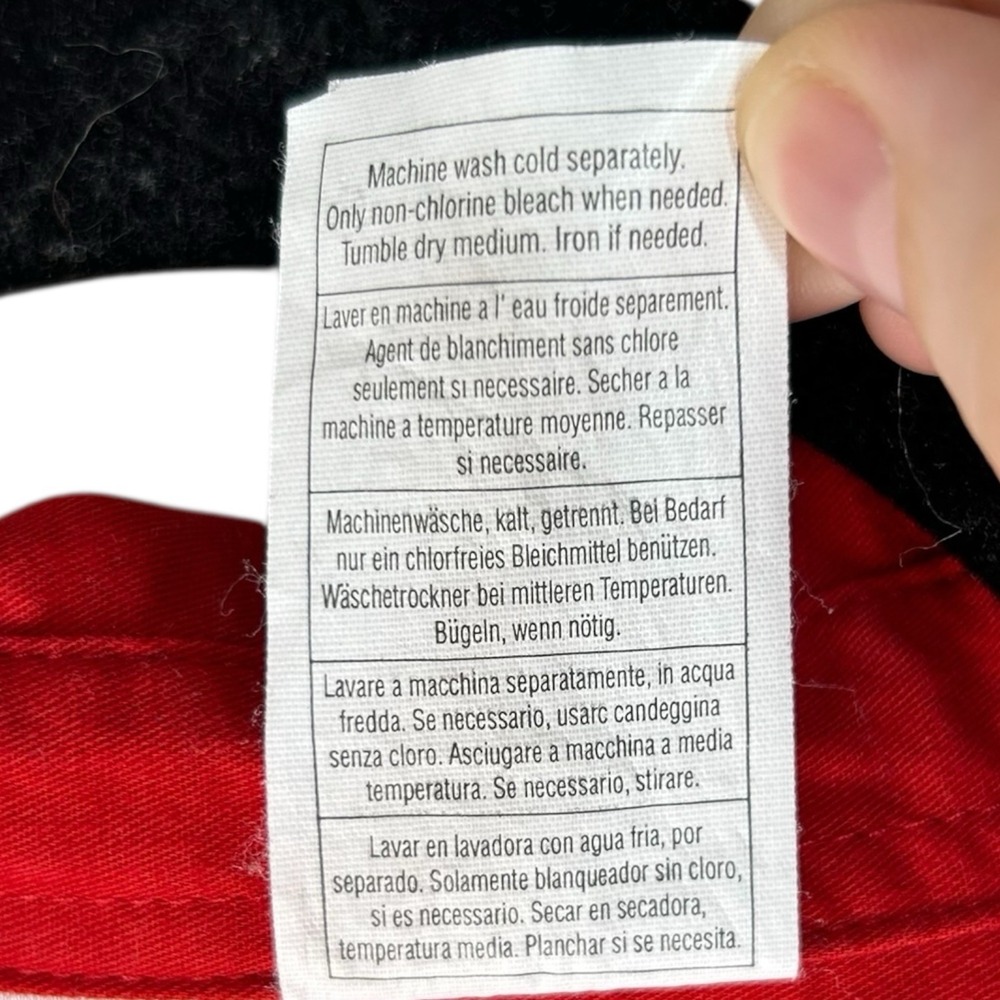 Machine wash cold separately.
Only non-chlorine bleach when needed.
Tumble dry medium. Iron if needed.
Laver en machine a l' eau froide separement.
Agent de blanchiment sans chlore
seulement sı necessaire. Secher a la
machine a temperature moyenne. Repasser
si necessaire.
Machinenwäsche, kalt, getrennt. Bei Bedarf
nur ein chlorfreies Bleichmittel benützen.
Wäschetrockner bei mittleren Temperaturen.
Bügeln, wenn nötig.
Lavare a macchina separatamente, in acqua
fredda. Se necessario, usarc candeggina
senza cloro. Asciugare a macchina a media
temperatura. Se necessario, stirare.
Lavar en lavadora con agua fria, por
separado. Solamente blanqueador sin cloro,
si es necessario. Secar en secadora,
temperatura media. Planchar si se necesita.